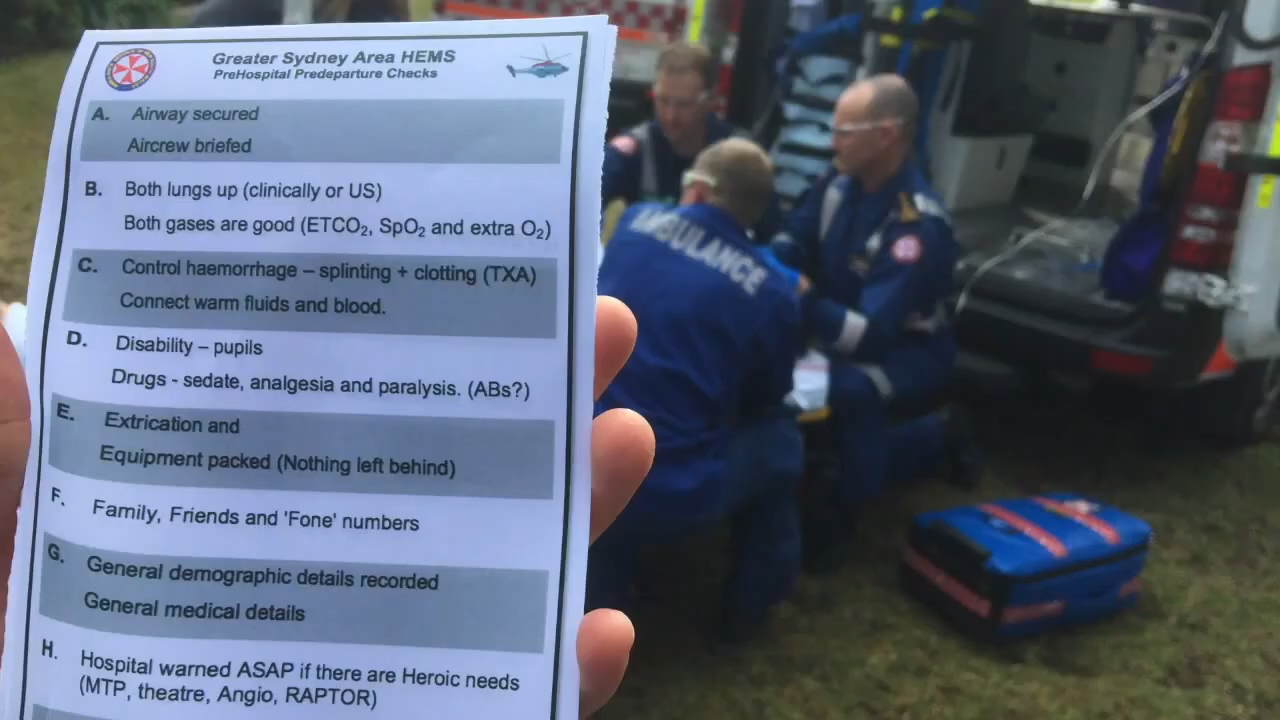 Greater Sydney Area HEMS
PreHospital Predeparture Checks
A. Airway secured
Aircrew briefed
B. Both lungs up (clinically or US)
Both gases are good (ETCO₂, SpO₂ and extra O₂)
C. Control haemorrhage – splinting + clotting (TXA)
Connect warm fluids and blood.
D. Disability – pupils
Drugs - sedate, analgesia and paralysis. (ABs?)
E. Extrication and
Equipment packed (Nothing left behind)
F. Family, Friends and 'Fone' numbers
G. General demographic details recorded
General medical details
H. Hospital warned ASAP if there are Heroic needs
(MTP, theatre, Angio, RAPTOR)
AMBULANCE